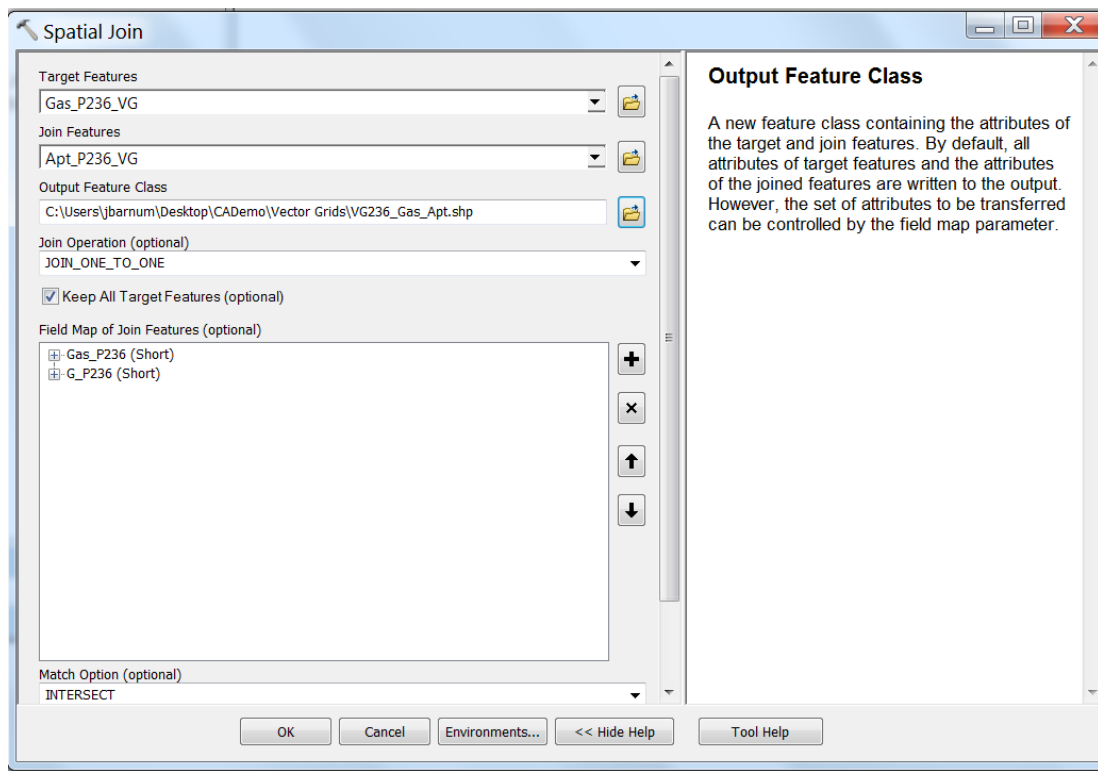 Spatial Join
Target Features
Gas_P236_VG
Join Features
Apt_P236_VG
Output Feature Class
C:\Users\jbarnum\Desktop\CADemo\Vector Grids\VG236_Gas_Apt.shp
Join Operation (optional)
JOIN_ONE_TO_ONE
Keep All Target Features (optional)
Field Map of Join Features (optional)
Gas_P236 (Short)
G_P236 (Short)
Match Option (optional)
INTERSECT
OK
Cancel
Environments...
<< Hide Help
Tool Help
Output Feature Class
A new feature class containing the attributes of
the target and join features. By default, all
attributes of target features and the attributes
of the joined features are written to the output.
However, the set of attributes to be transferred
can be controlled by the field map parameter.